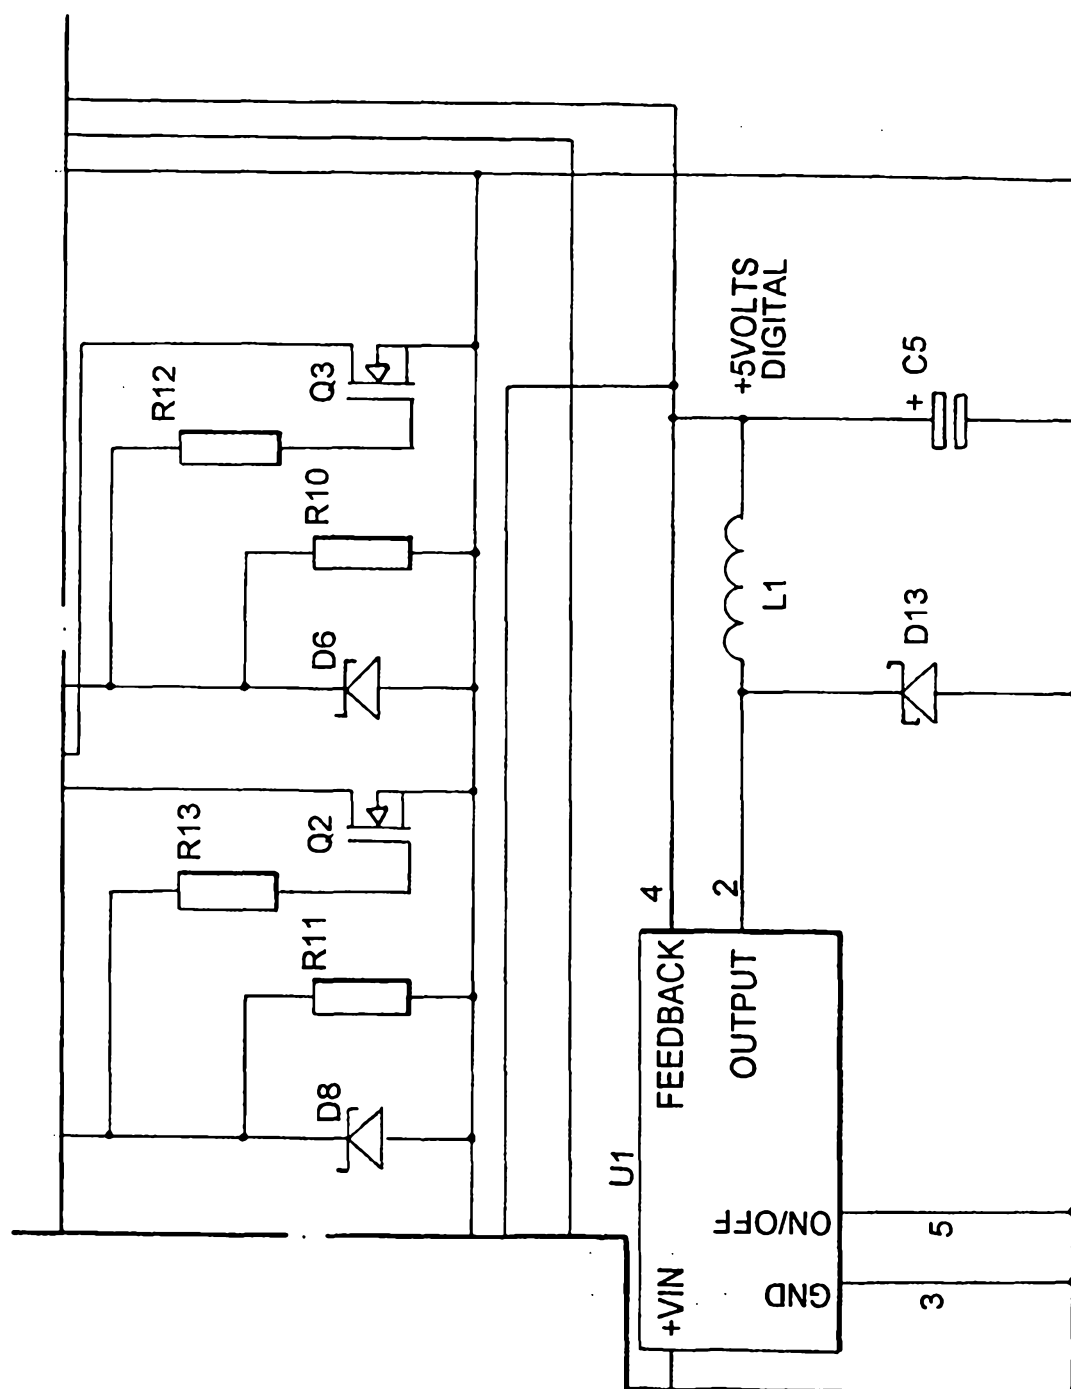 R12
Q3
R10
D6
R13
Q2
R11
D8
+5VOLTS
DIGITAL
+ C5
L1
D13
4
2
U1
FEEDBACK
OUTPUT
+VIN
ON/OFF
GND
5
3